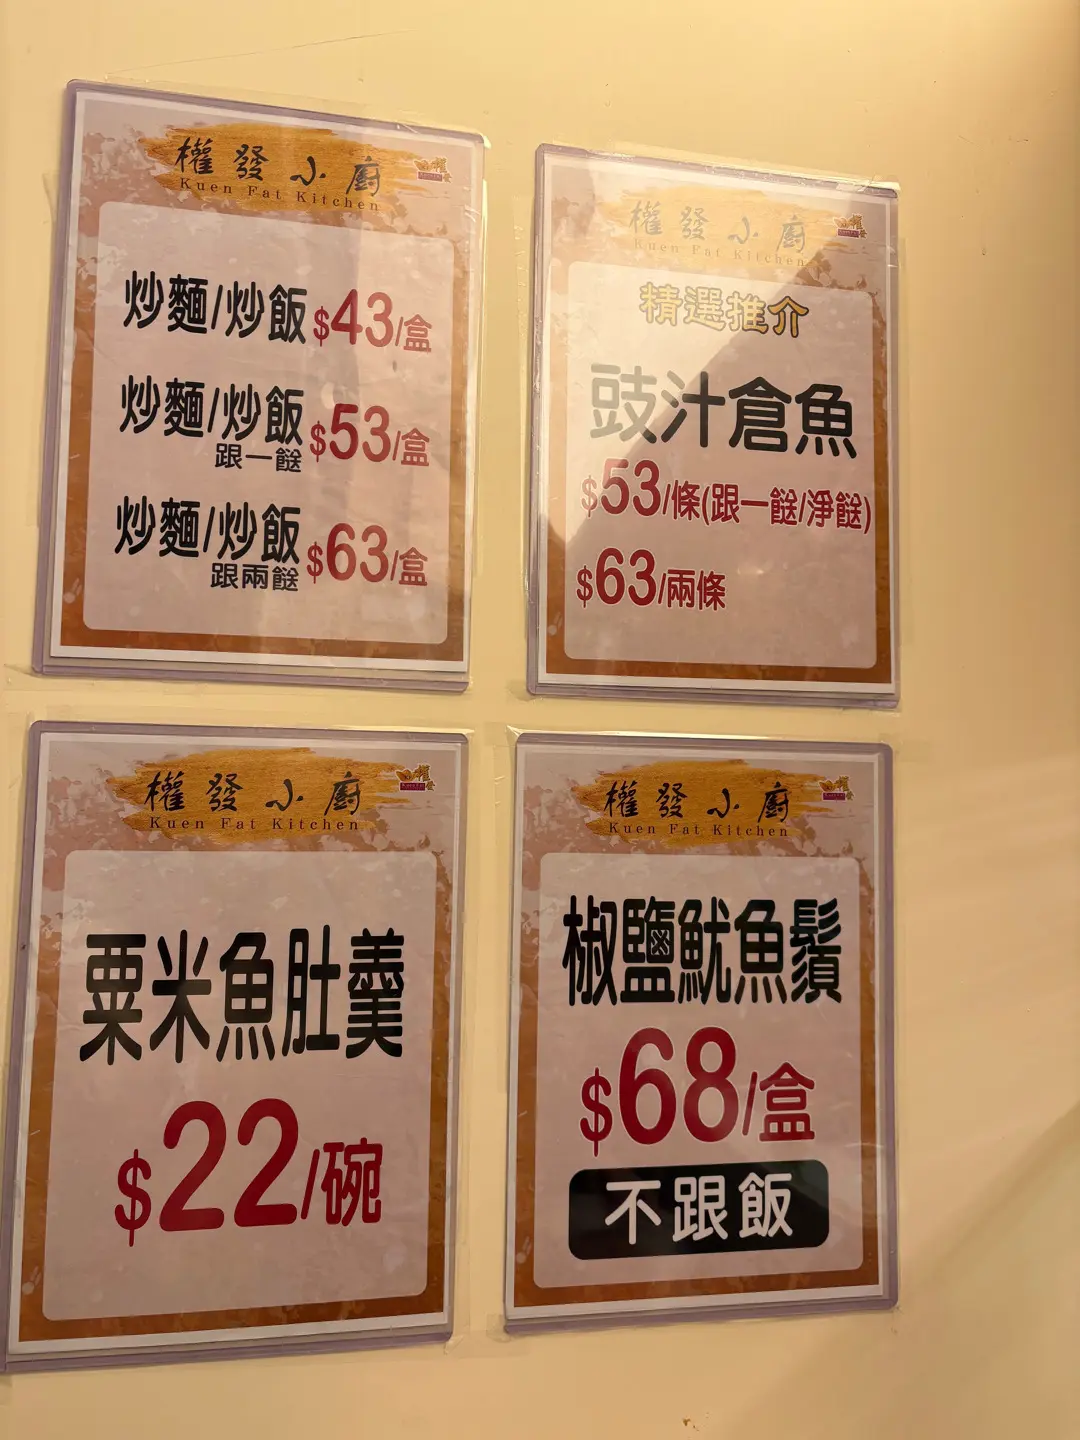 權發小廚
Kuen Fat Kitchen
炒麵/炒飯 $43/盒
炒麵/炒飯 $53/盒
跟一餸
炒麵/炒飯 $63/盒
跟兩餸
權發小廚
Kuen Fat Kitchen
精選推介
豉汁倉魚
$53/條(跟一餸/淨餸)
$63/兩條
權發小廚
Kuen Fat Kitchen
粟米魚肚羹
$22/碗
權發小廚
Kuen Fat Kitchen
椒鹽魷魚鬚
$68/盒
不跟飯